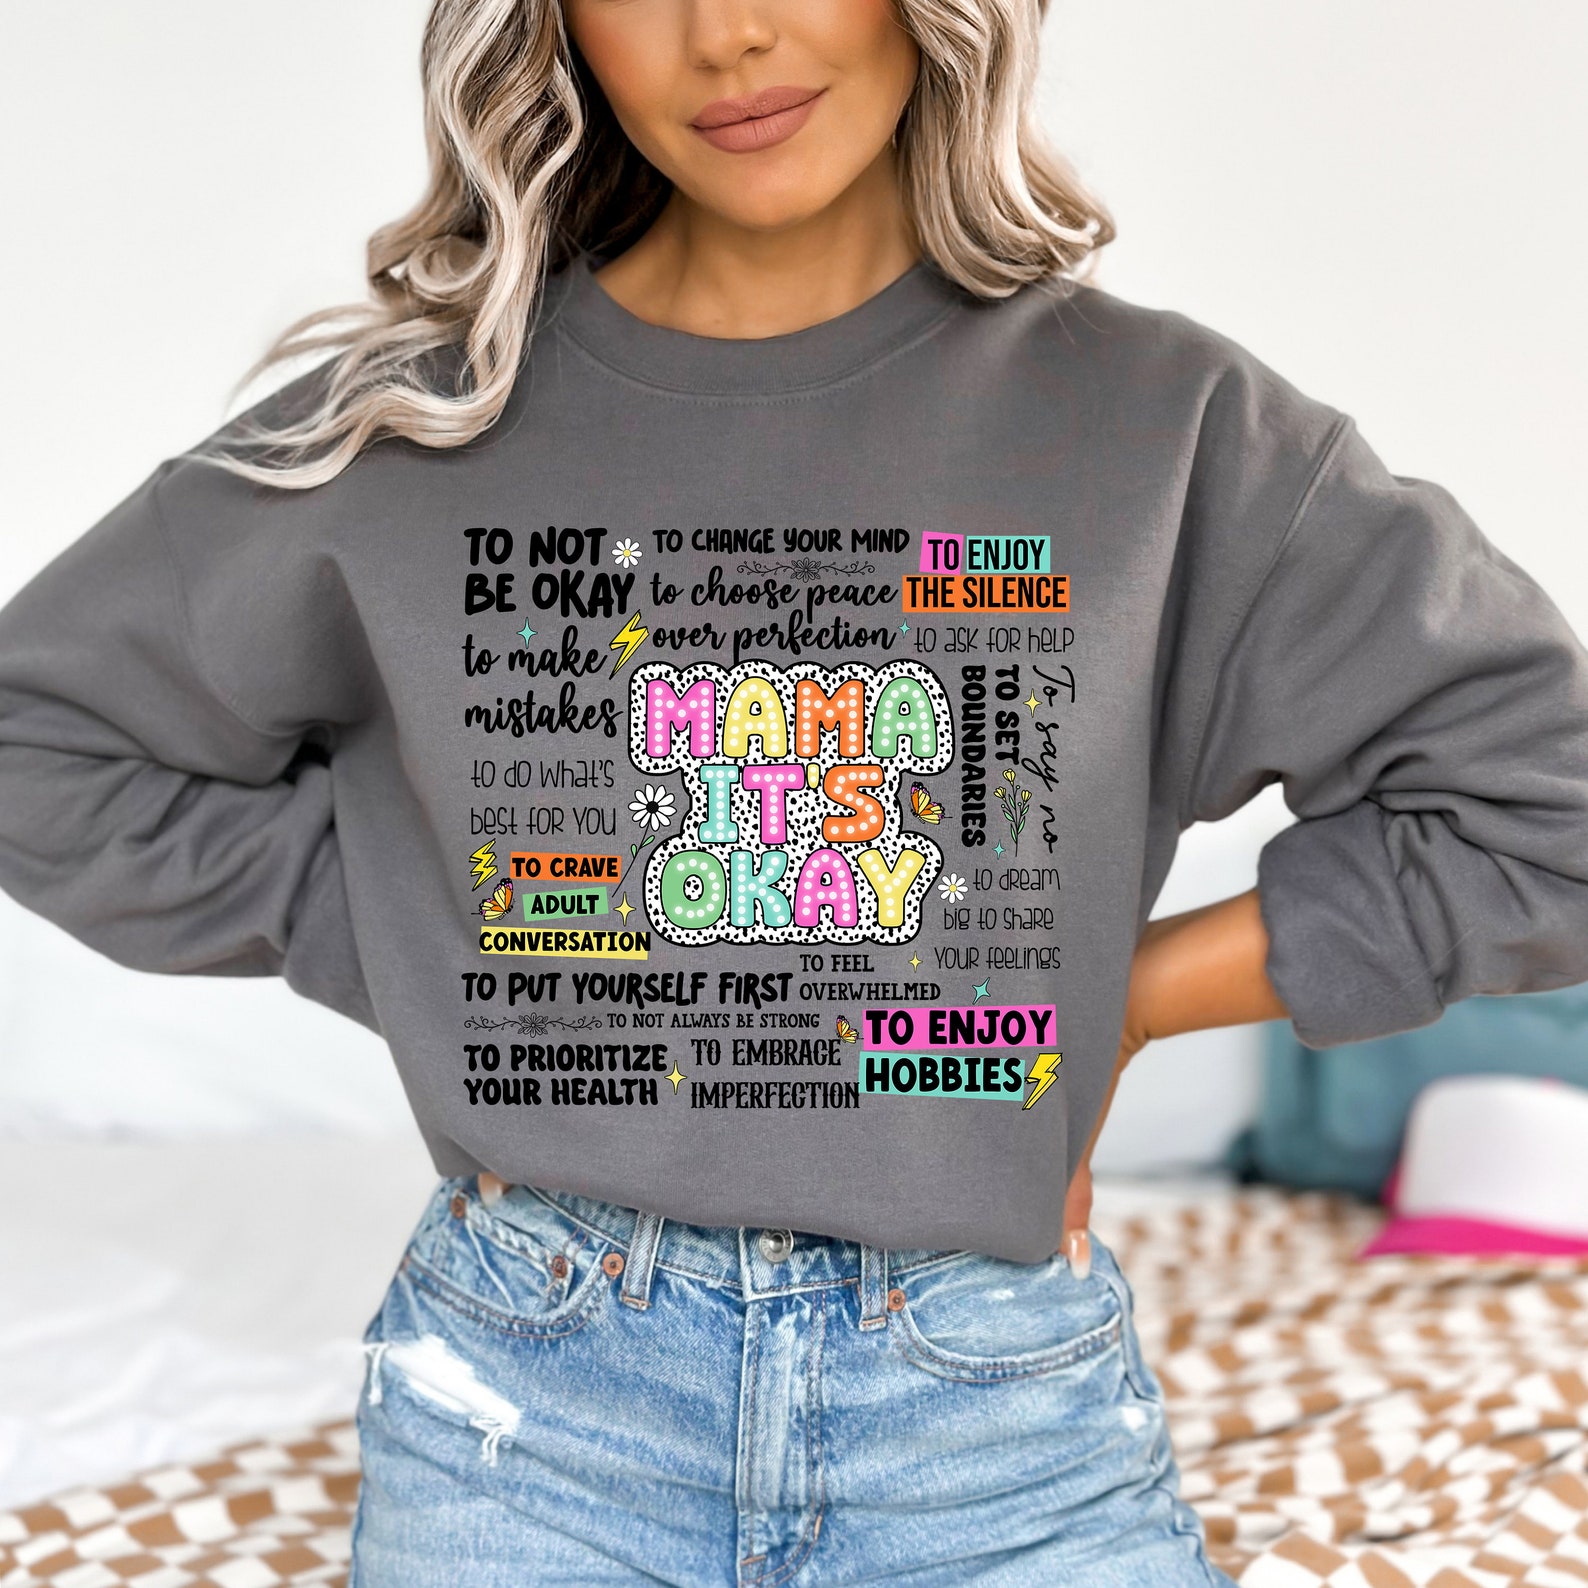 TO NOT
BE OKAY
to make
mistakes
TO CHANGE YOUR MIND
to choose peace
over perfection
TO ENJOY
THE SILENCE
to ask for help
TO SET
BOUNDARIES
To say no
MAMA
IT'S
OKAY
to do what's
best for you
TO CRAVE
ADULT
CONVERSATION
to dream
big to share
your feelings
TO PUT YOURSELF FIRST
TO FEEL
OVERWHELMED
TO NOT ALWAYS BE STRONG
TO PRIORITIZE
YOUR HEALTH
TO EMBRACE
IMPERFECTION
TO ENJOY
HOBBIES